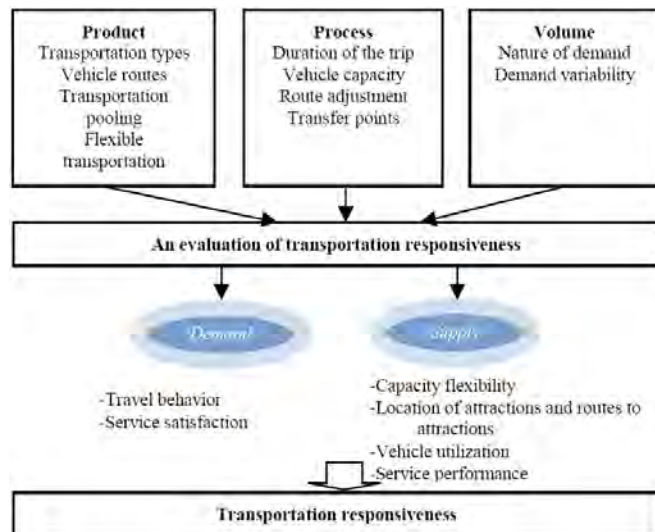 Product
Transportation types
Vehicle routes
Transportation
pooling
Flexible
transportation
Process
Duration of the trip
Vehicle capacity
Route adjustment
Transfer points
Volume
Nature of demand
Demand variability
An evaluation of transportation responsiveness
Demand
Supply
-Travel behavior
-Service satisfaction
-Capacity flexibility
-Location of attractions and routes to
attractions
-Vehicle utilization
-Service performance
Transportation responsiveness